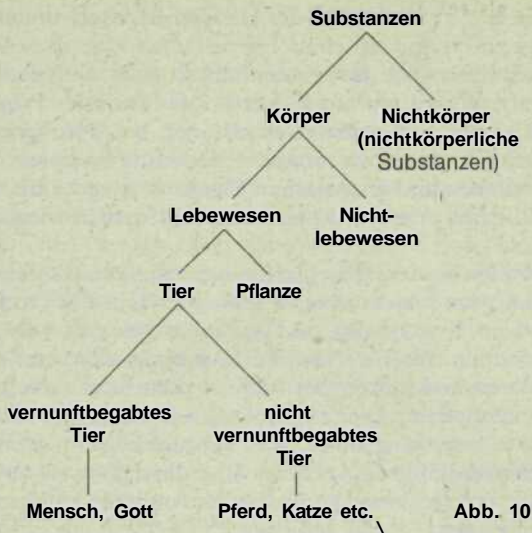 Substanzen
Körper Nichtkörper
(nichtkörperliche
Substanzen)
Lebewesen Nicht-
lebewesen
Tier Pflanze
vernunftbegabtes
Tier
nicht
vernunftbegabtes
Tier
Mensch, Gott Pferd, Katze etc. Abb. 10